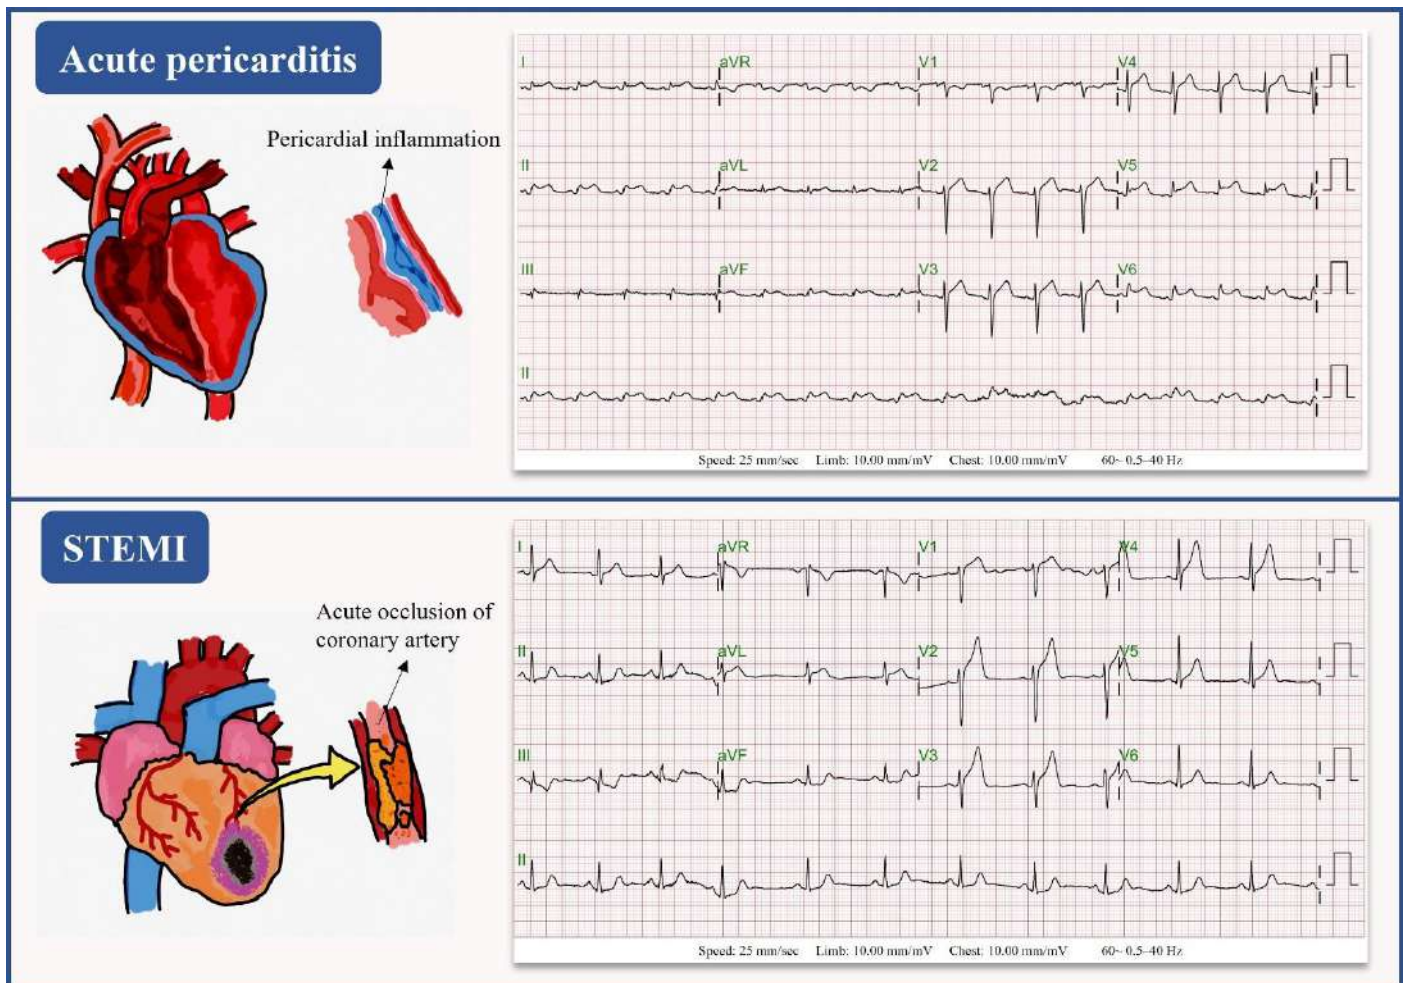 Acute pericarditis
Pericardial inflammation
I aVR V1 V4
II aVL V2 V5
III aVF V3 V6
II
Speed: 25 mm/sec Limb: 10.00 mm/mV Chest: 10.00 mm/mV 60~ 0.5–40 Hz
STEMI
Acute occlusion of
coronary artery
I aVR V1 V4
II aVL V2 V5
III aVF V3 V6
II
Speed: 25 mm/sec Limb: 10.00 mm/mV Chest: 10.00 mm/mV 60~ 0.5–40 Hz